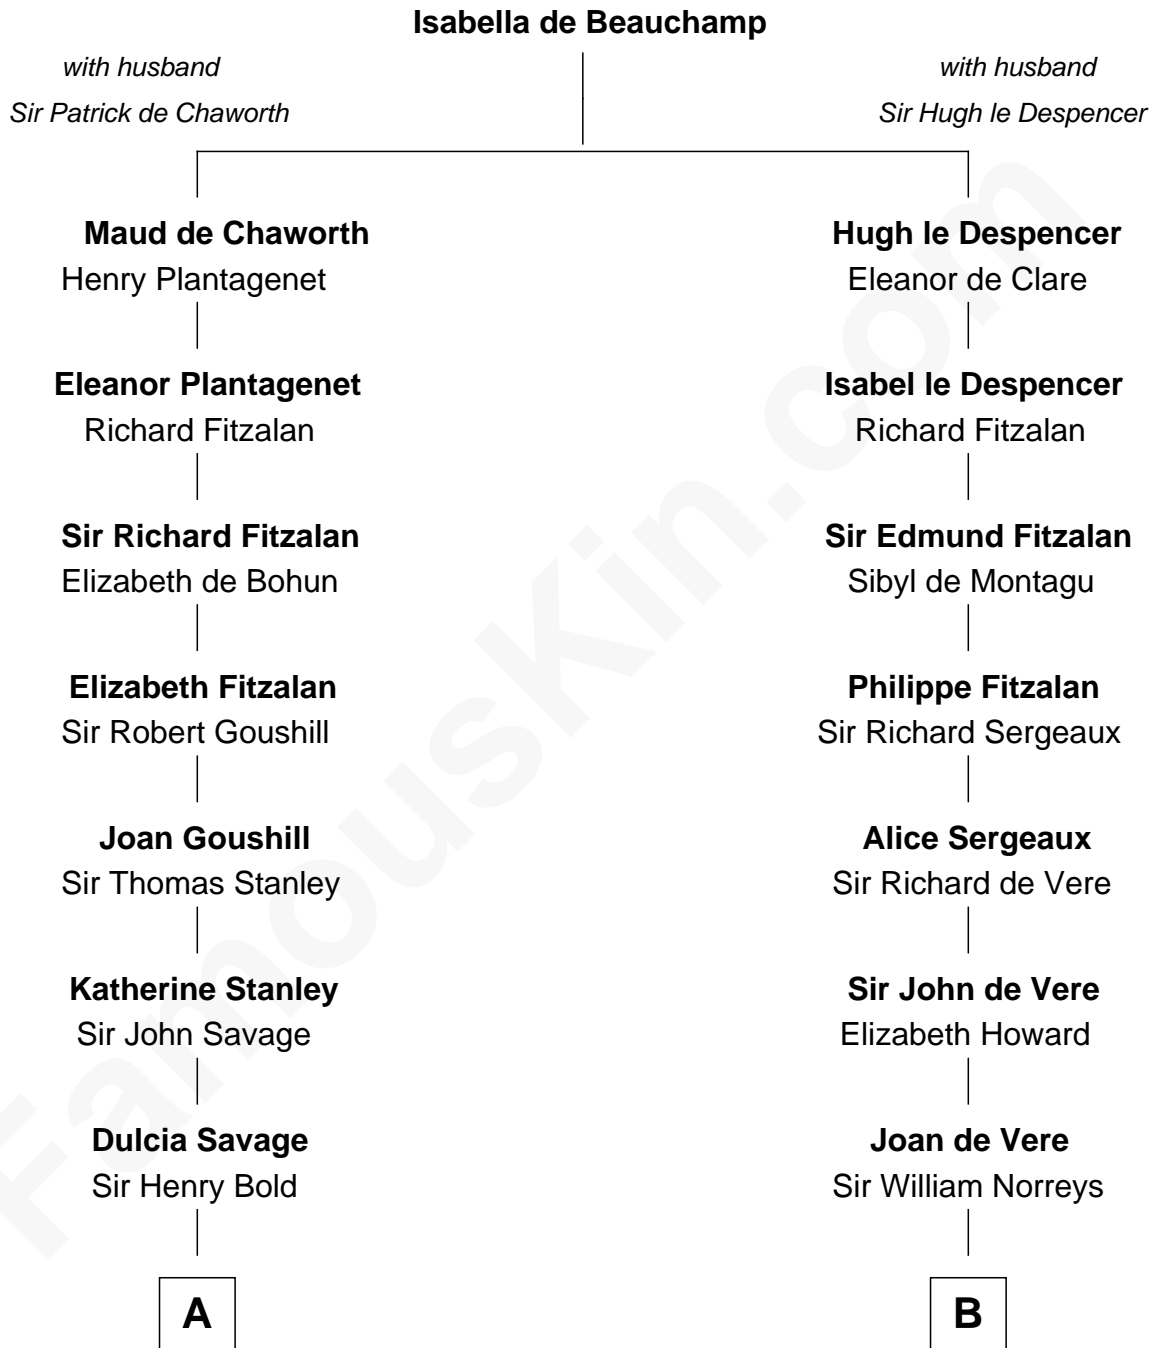 Isabella de Beauchamp
with husband
Sir Patrick de Chaworth
with husband
Sir Hugh le Despencer
Maud de Chaworth
Henry Plantagenet
Hugh le Despencer
Eleanor de Clare
Eleanor Plantagenet
Richard Fitzalan
Isabel le Despencer
Richard Fitzalan
Sir Richard Fitzalan
Elizabeth de Bohun
Sir Edmund Fitzalan
Sibyl de Montagu
Elizabeth Fitzalan
Sir Robert Goushill
Philippe Fitzalan
Sir Richard Sergeaux
Joan Goushill
Sir Thomas Stanley
Alice Sergeaux
Sir Richard de Vere
Katherine Stanley
Sir John Savage
Sir John de Vere
Elizabeth Howard
Dulcia Savage
Sir Henry Bold
Joan de Vere
Sir William Norreys
A
B
FamousKin.com